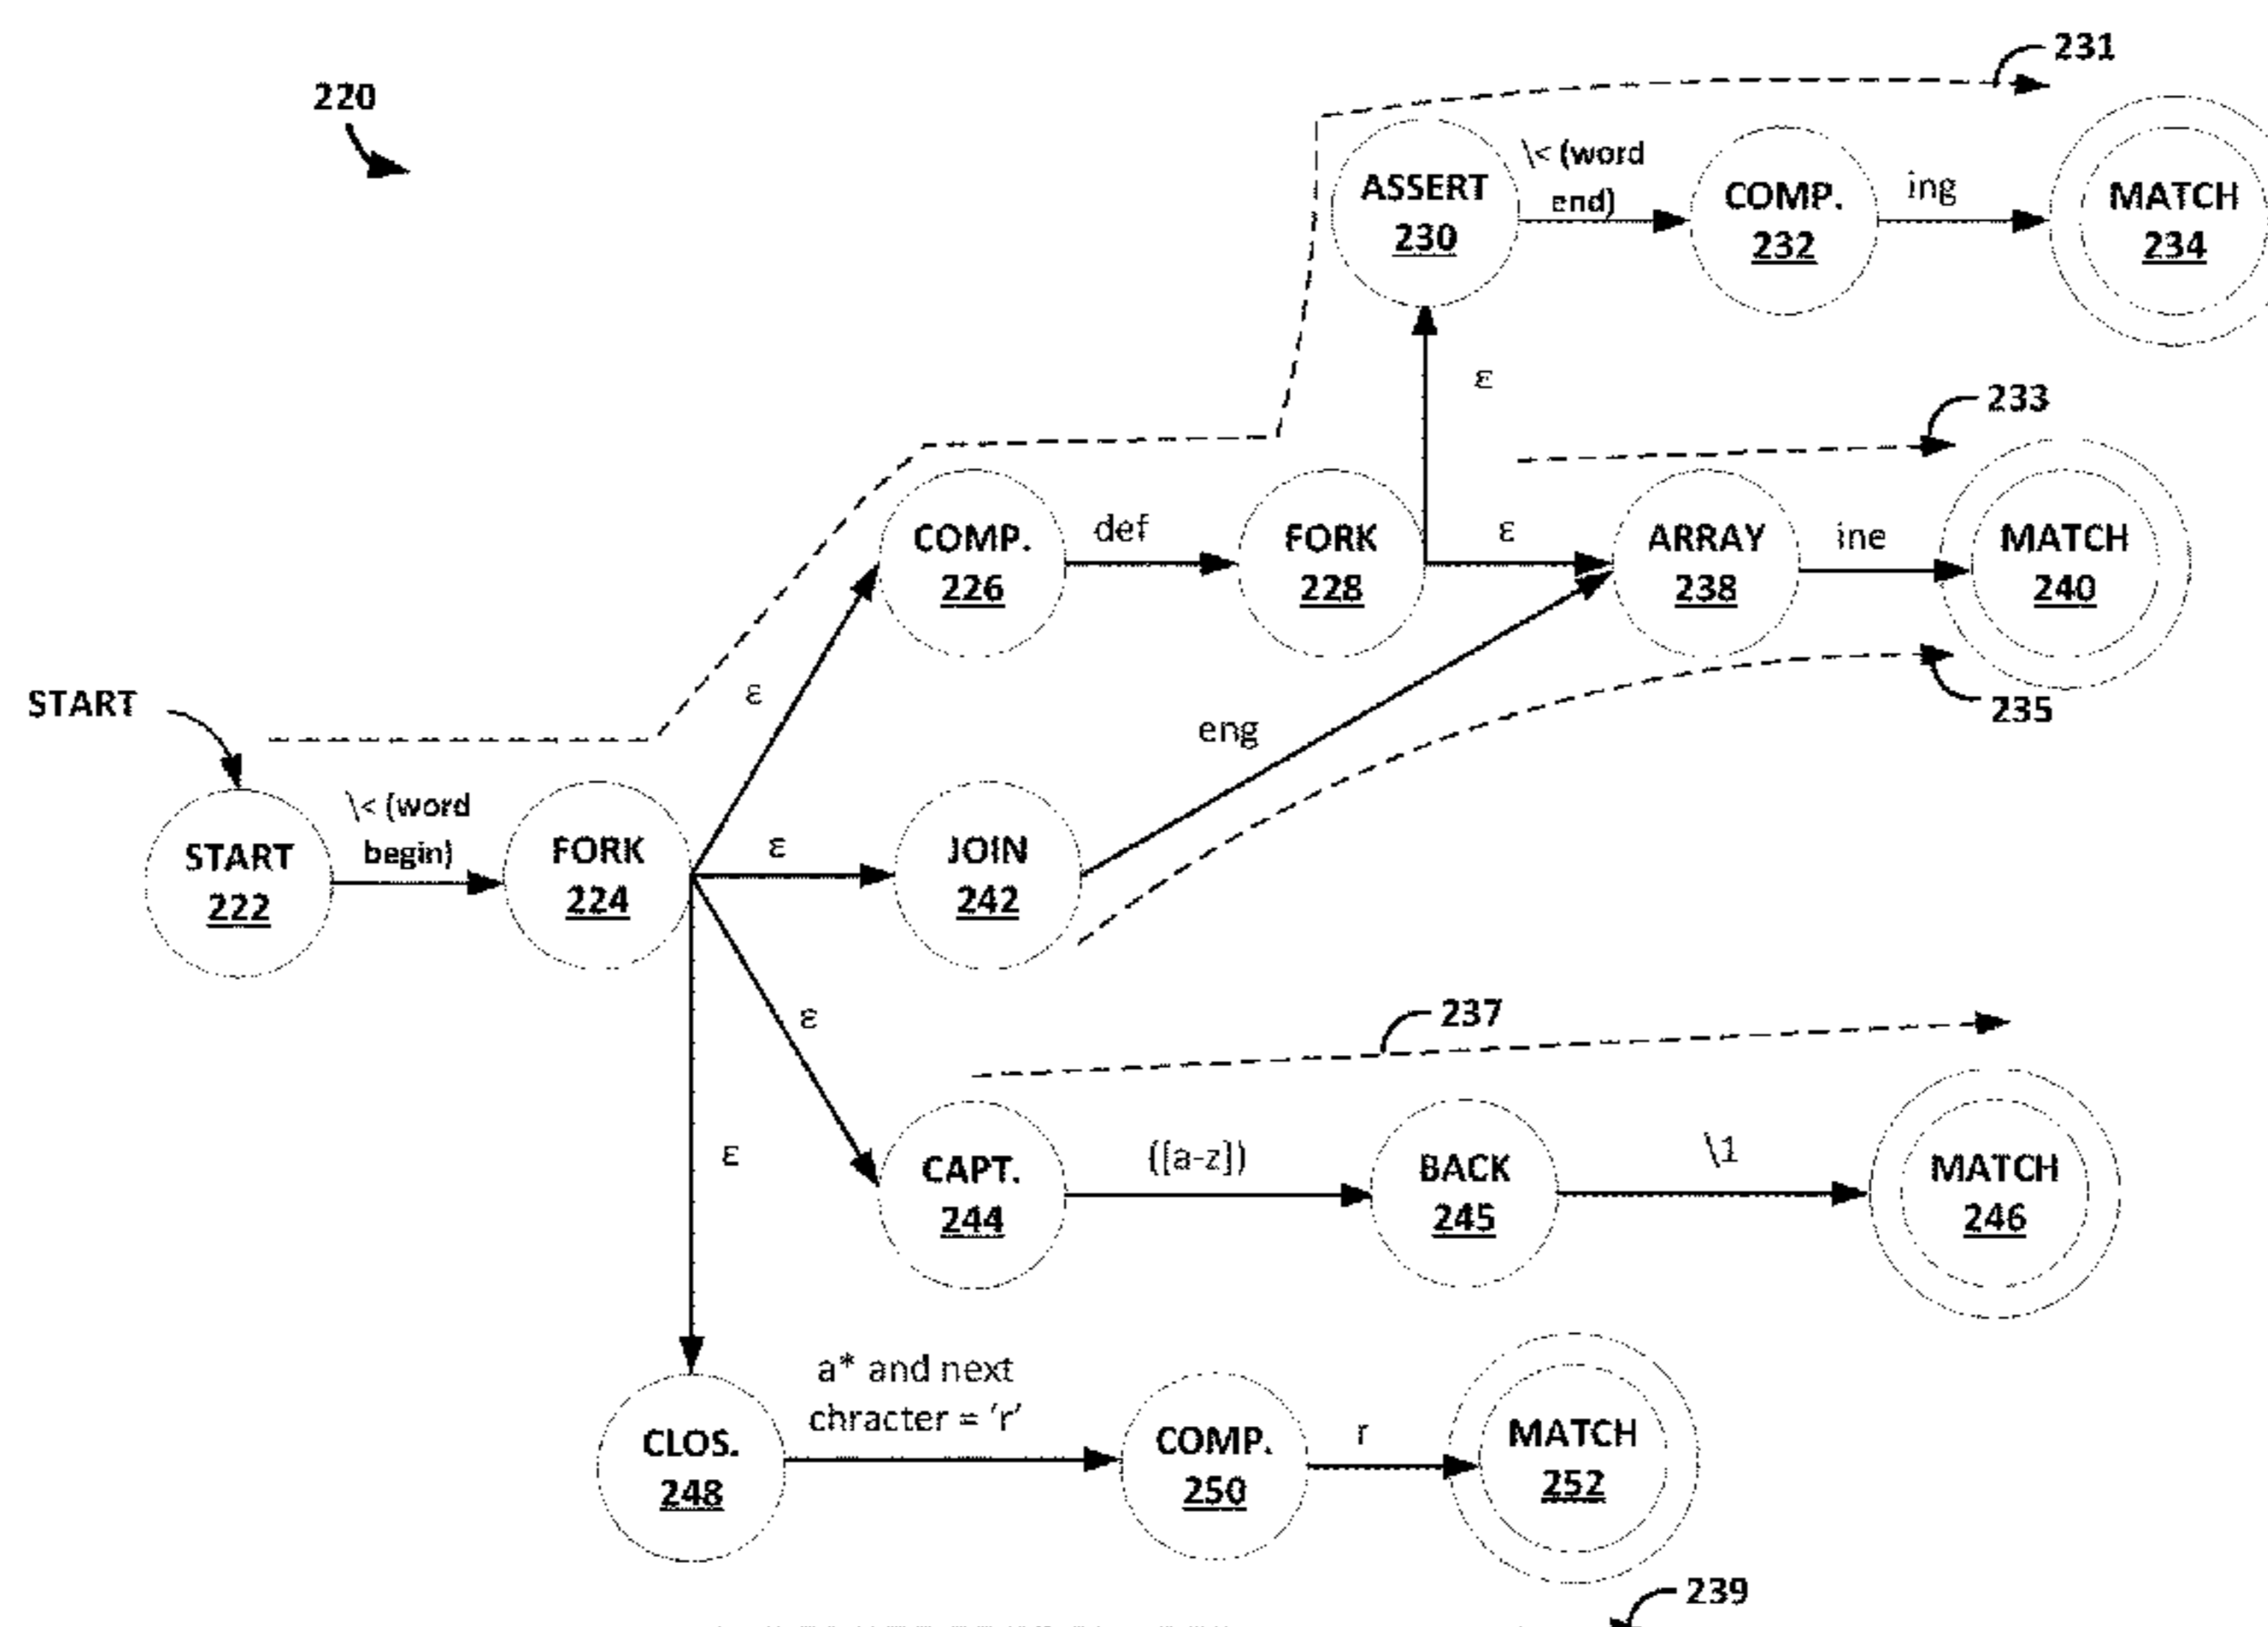 231
220
ASSERT
230
\< (word
end)
COMP.
232
ing
MATCH
234
ε
233
COMP.
226
def
FORK
228
ε
ARRAY
238
ine
MATCH
240
ε
eng
235
START
START
222
\< (word
begin)
FORK
224
ε
JOIN
242
ε
237
ε
CAPT.
244
([a-z])
BACK
245
\1
MATCH
246
CLOS.
248
a* and next
chracter = 'r'
COMP.
250
r
MATCH
252
239